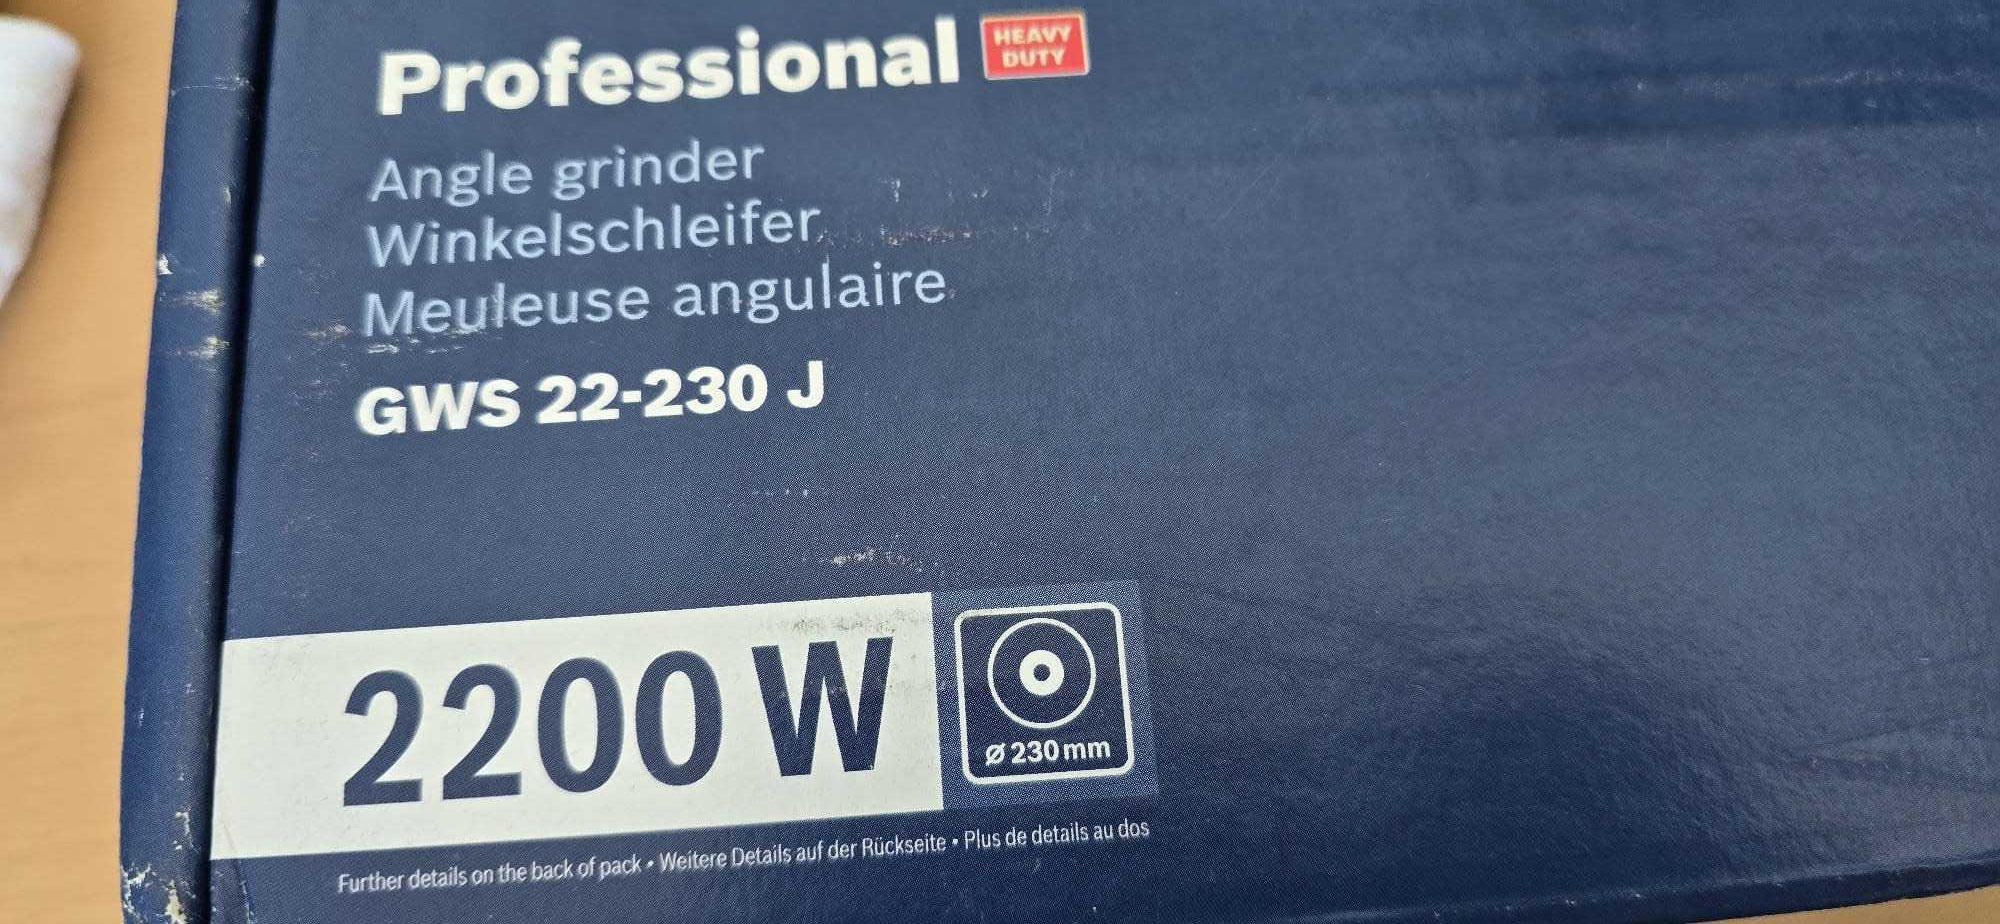 Professional HEAVY DUTY
Angle grinder
Winkelschleifer
Meuleuse angulaire
GWS 22-230 J
2200 W
Ø 230 mm
Further details on the back of pack • Weitere Details auf der Rückseite • Plus de details au dos